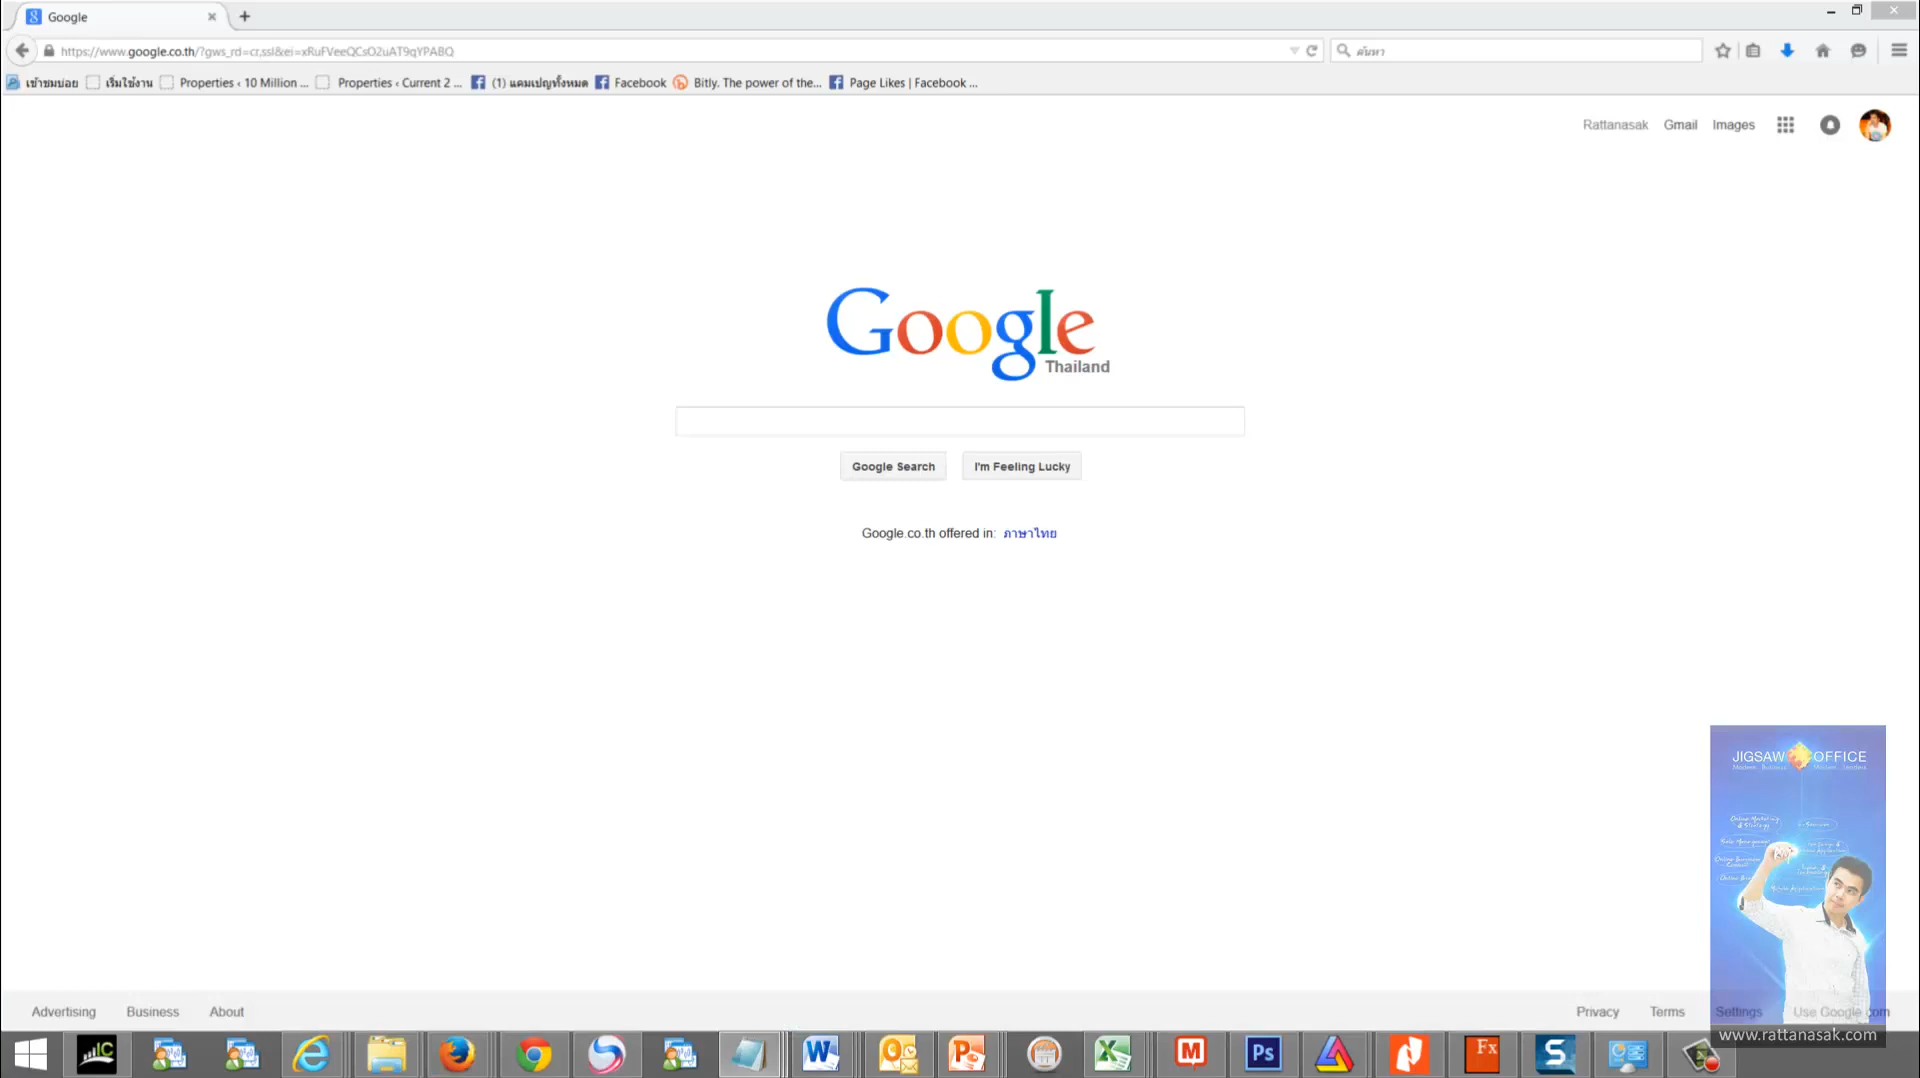 Google
https://www.google.co.th/?gws_rd=cr,ssl&ei=xRuFVeeQCsO2uAT9qYPABQ
ค้นหา
เข้าชมบ่อย
เริ่มใช้งาน
Properties ‹ 10 Million ...
Properties ‹ Current 2 ...
(1) แคมเปญทั้งหมด
Facebook
Bitly. The power of the...
Page Likes | Facebook ...
Rattanasak
Gmail
Images
Google
Thailand
Google Search
I'm Feeling Lucky
Google.co.th offered in: ภาษาไทย
JIGSAW OFFICE
Advertising
Business
About
Privacy
Terms
Settings
Use Google.com
www.rattanasak.com